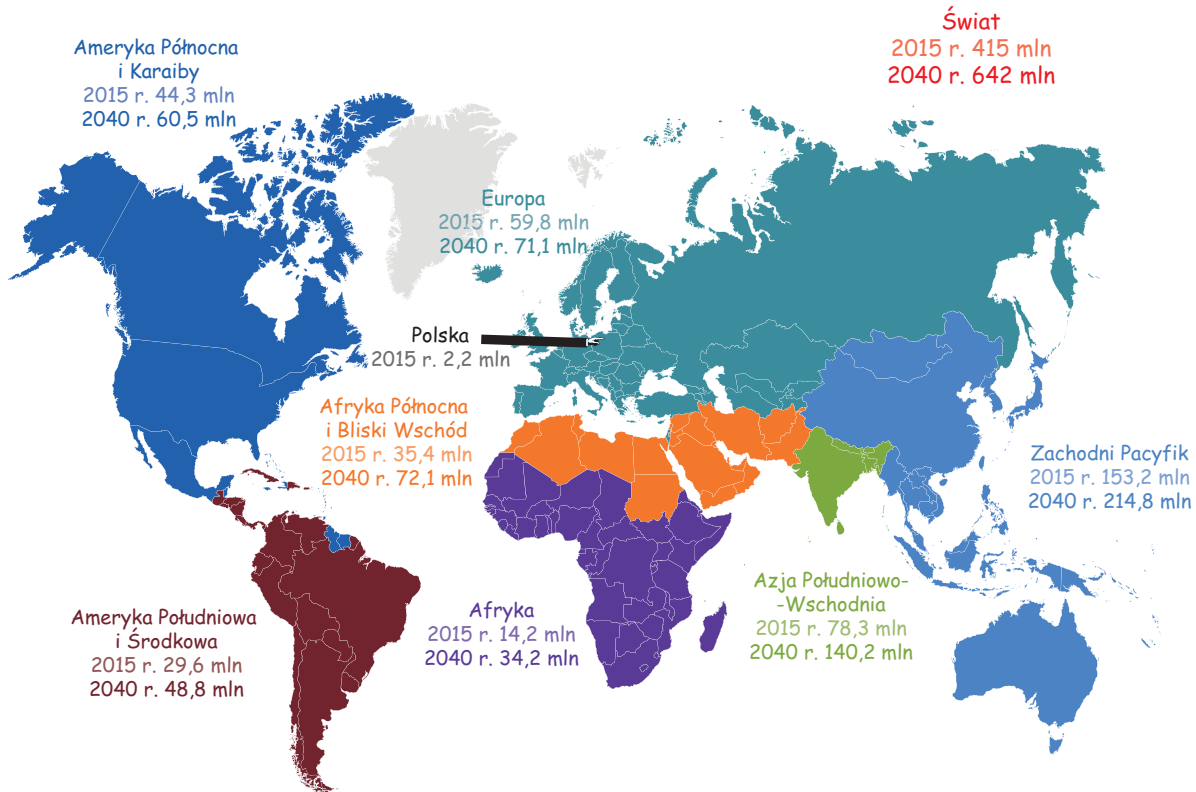 Świat
2015 r. 415 mln
2040 r. 642 mln
Ameryka Północna
i Karaiby
2015 r. 44,3 mln
2040 r. 60,5 mln
Europa
2015 r. 59,8 mln
2040 r. 71,1 mln
Polska
2015 r. 2,2 mln
Afryka Północna
i Bliski Wschód
2015 r. 35,4 mln
2040 r. 72,1 mln
Zachodni Pacyfik
2015 r. 153,2 mln
2040 r. 214,8 mln
Azja Południowo-
-Wschodnia
2015 r. 78,3 mln
2040 r. 140,2 mln
Afryka
2015 r. 14,2 mln
2040 r. 34,2 mln
Ameryka Południowa
i Środkowa
2015 r. 29,6 mln
2040 r. 48,8 mln